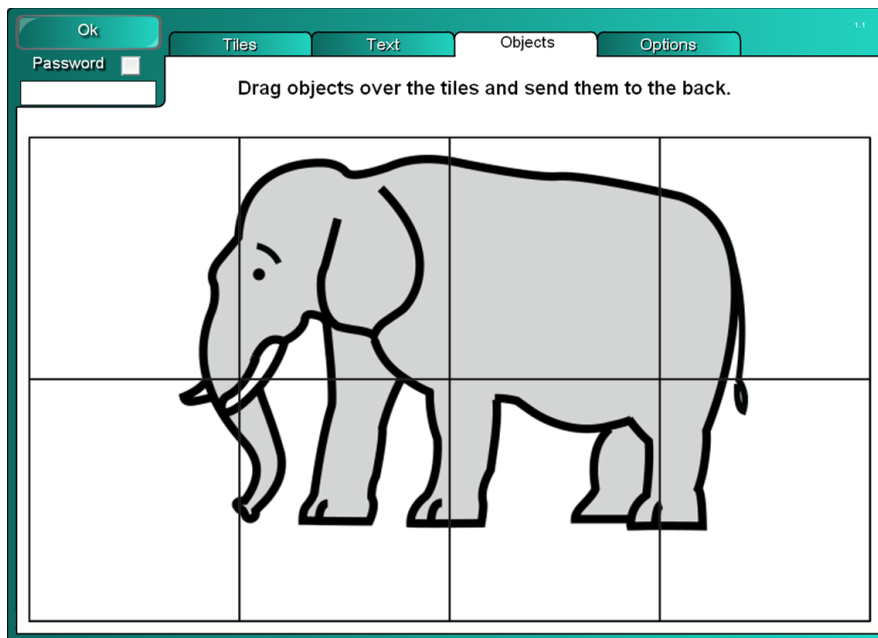 Ok
1.1
Tiles
Text
Objects
Options
Password
Drag objects over the tiles and send them to the back.